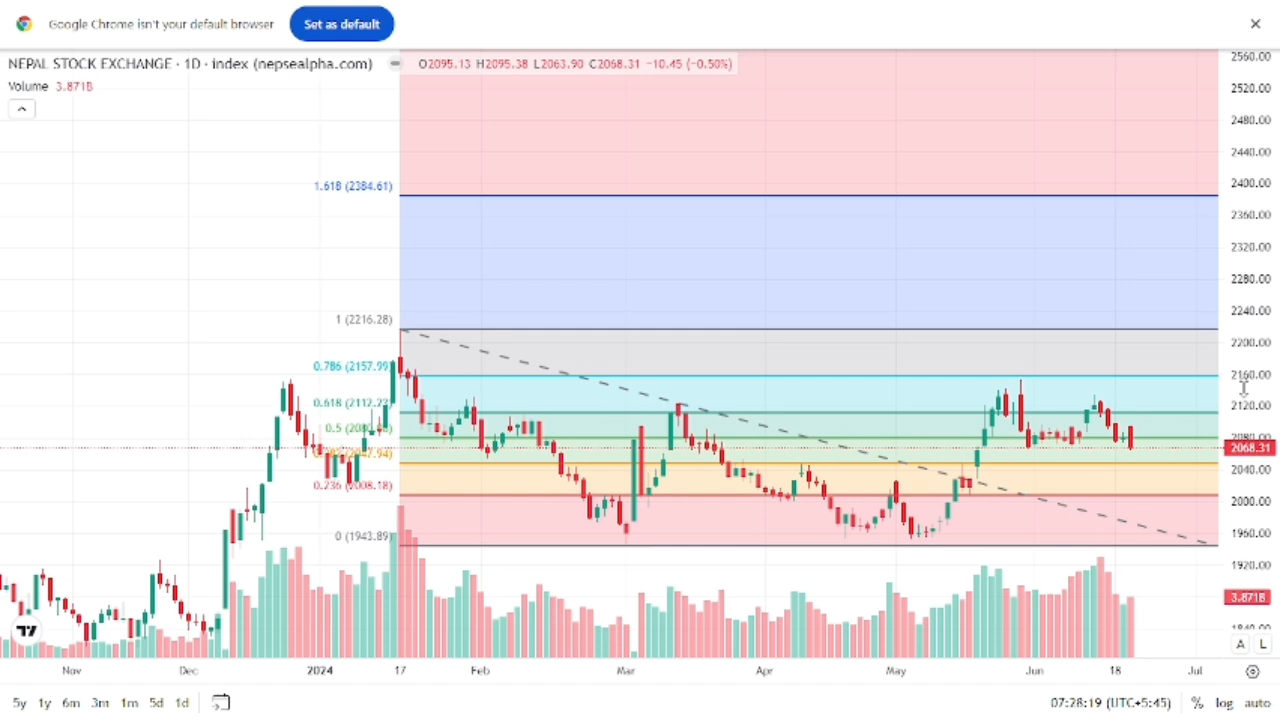 Google Chrome isn't your default browser
Set as default
NEPAL STOCK EXCHANGE · 1D · index (nepsealpha.com)
O2095.13 H2095.38 L2063.90 C2068.31 −10.45 (−0.50%)
Volume 3.871B
1.618 (2384.61)
1 (2216.28)
0.786 (2157.99)
0.618 (2112.23)
0.236 (2008.18)
0 (1943.89)
2560.00
2520.00
2480.00
2440.00
2400.00
2360.00
2320.00
2280.00
2240.00
2200.00
2160.00
2120.00
2068.31
2040.00
2000.00
1960.00
1920.00
3.871B
A L
Nov Dec 2024 17 Feb Mar Apr May Jun 18 Jul
5y 1y 6m 3m 1m 5d 1d
07:28:19 (UTC+5:45) % log auto